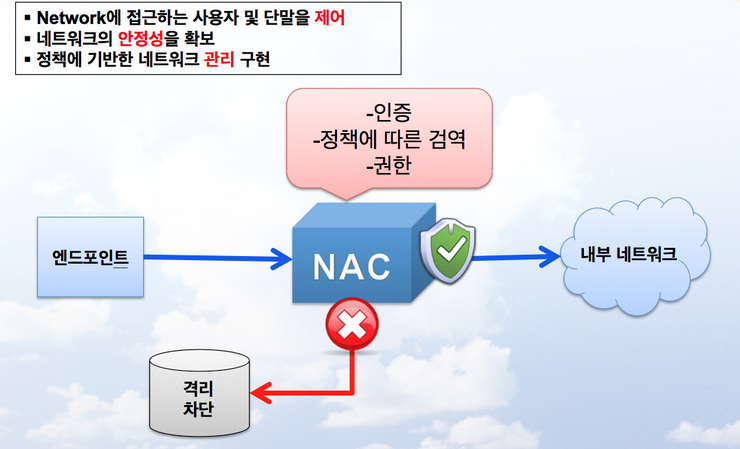 ▪ Network에 접근하는 사용자 및 단말을 제어
▪ 네트워크의 안정성을 확보
▪ 정책에 기반한 네트워크 관리 구현
-인증
-정책에 따른 검역
-권한
엔드포인트
NAC
내부 네트워크
격리
차단